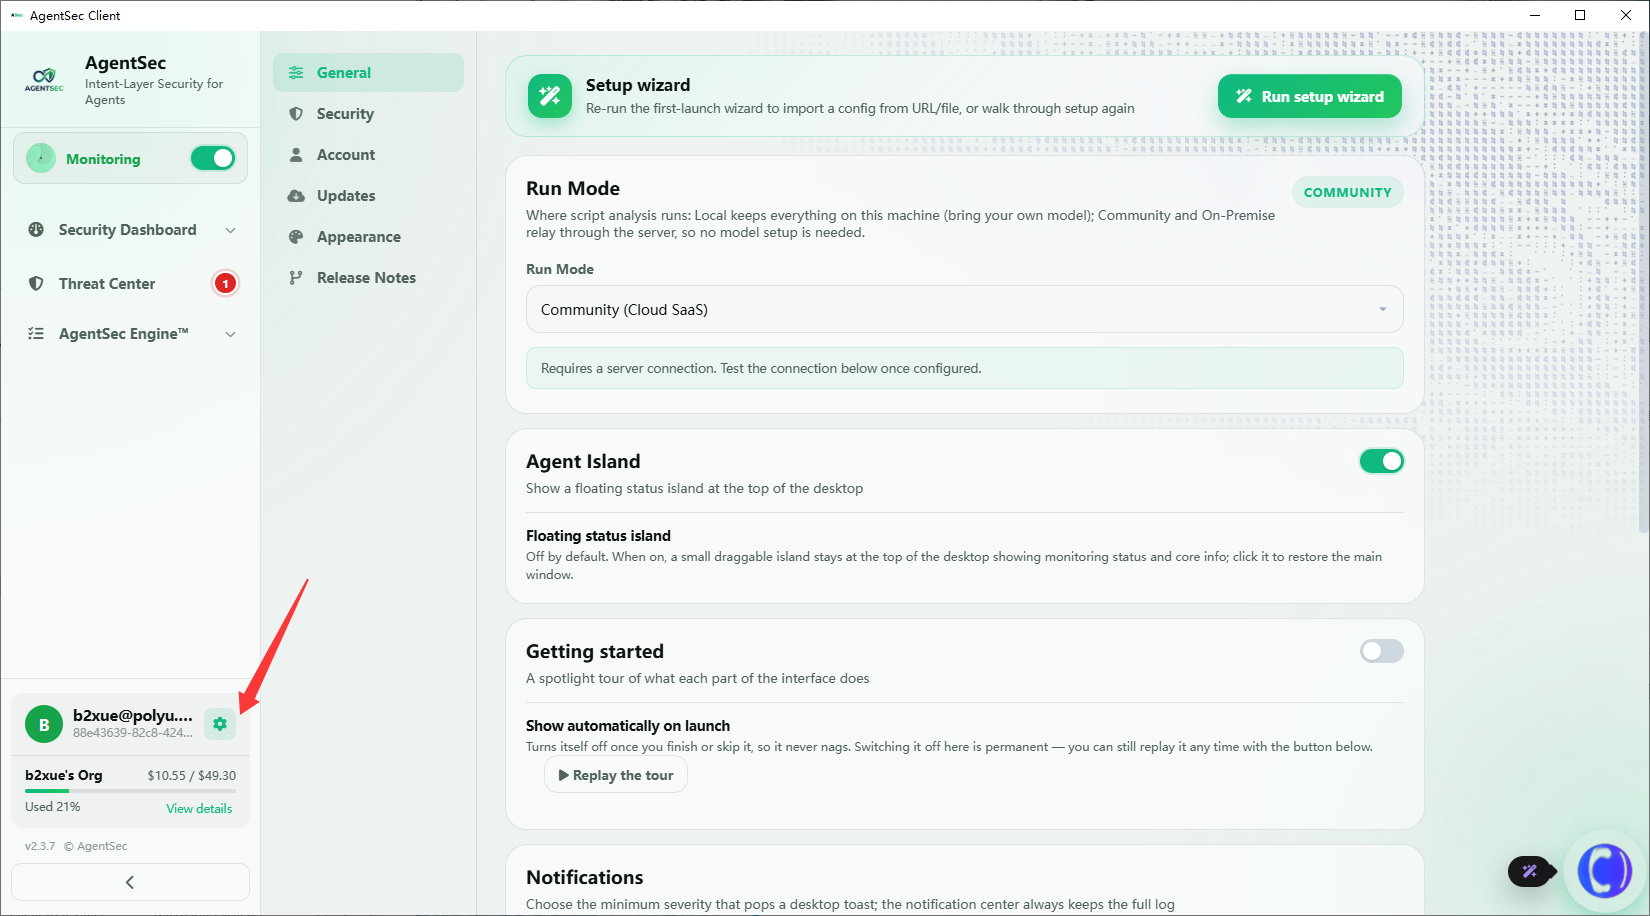 AgentSec Client
AgentSec
Intent-Layer Security for
Agents
AGENTSEC
Monitoring
Security Dashboard
Threat Center
1
AgentSec Engine™
B
b2xue@polyu....
88e43639-82c8-424...
b2xue's Org
$10.55 / $49.30
Used 21%
View details
v2.3.7 © AgentSec
General
Security
Account
Updates
Appearance
Release Notes
Setup wizard
Re-run the first-launch wizard to import a config from URL/file, or walk through setup again
Run setup wizard
Run Mode
COMMUNITY
Where script analysis runs: Local keeps everything on this machine (bring your own model); Community and On-Premise
relay through the server, so no model setup is needed.
Run Mode
Community (Cloud SaaS)
Requires a server connection. Test the connection below once configured.
Agent Island
Show a floating status island at the top of the desktop
Floating status island
Off by default. When on, a small draggable island stays at the top of the desktop showing monitoring status and core info; click it to restore the main
window.
Getting started
A spotlight tour of what each part of the interface does
Show automatically on launch
Turns itself off once you finish or skip it, so it never nags. Switching it off here is permanent — you can still replay it any time with the button below.
Replay the tour
Notifications
Choose the minimum severity that pops a desktop toast; the notification center always keeps the full log